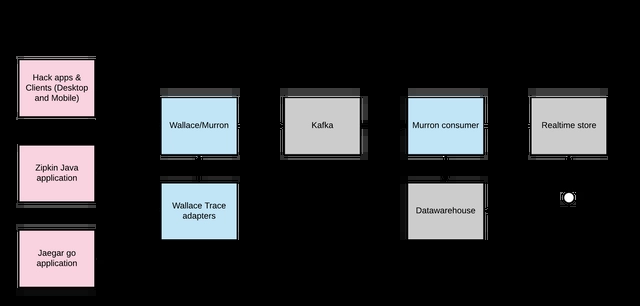 Hack apps &
Clients (Desktop
and Mobile)
Wallace/Murron
Kafka
Murron consumer
Realtime store
Zipkin Java
application
Wallace Trace
adapters
Datawarehouse
Jaegar go
application